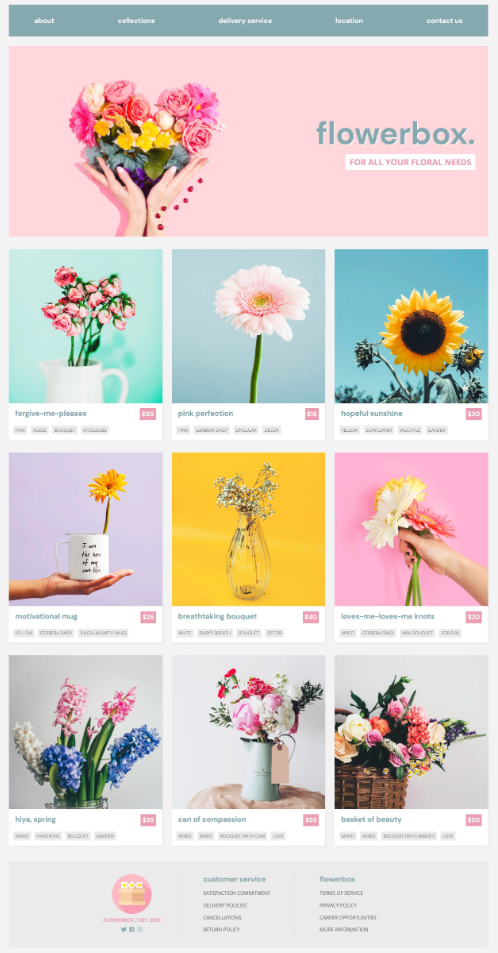 about collections delivery service location contact us
flowerbox.
FOR ALL YOUR FLORAL NEEDS
forgive-me-pleases $50 pink perfection $15 hopeful sunshine $30
PINK ROSES BOUQUET APOLOGIES PINK GERBERA DAISY SINGULAR DECOR YELLOW SUNFLOWER MULTIPLE GARDEN
I am
the hero
of my
own life
motivational mug $25 breathtaking bouquet $40 loves-me-loves-me knots $20
YELLOW GERBERA DAISY SINGULAR (WITH MUG) WHITE BABY'S BREATH BOUQUET DECOR MIXED GERBERA DAISY MINI BOUQUET FOR FUN
hiya, spring $35 can of compassion $55 basket of beauty $60
MIXED HYACINTHS BOUQUET GARDEN MIXED MIXED BOUQUET (WITH CAN) LOVE MIXED MIXED BOUQUET (WITH BASKET) LOVE
FLOWERBOX / EST. 2019
customer service
SATISFACTION COMMITMENT
DELIVERY POLICIES
CANCELLATIONS
RETURN POLICY
flowerbox
TERMS OF SERVICE
PRIVACY POLICY
CAREER OPPORTUNITIES
MORE INFORMATION